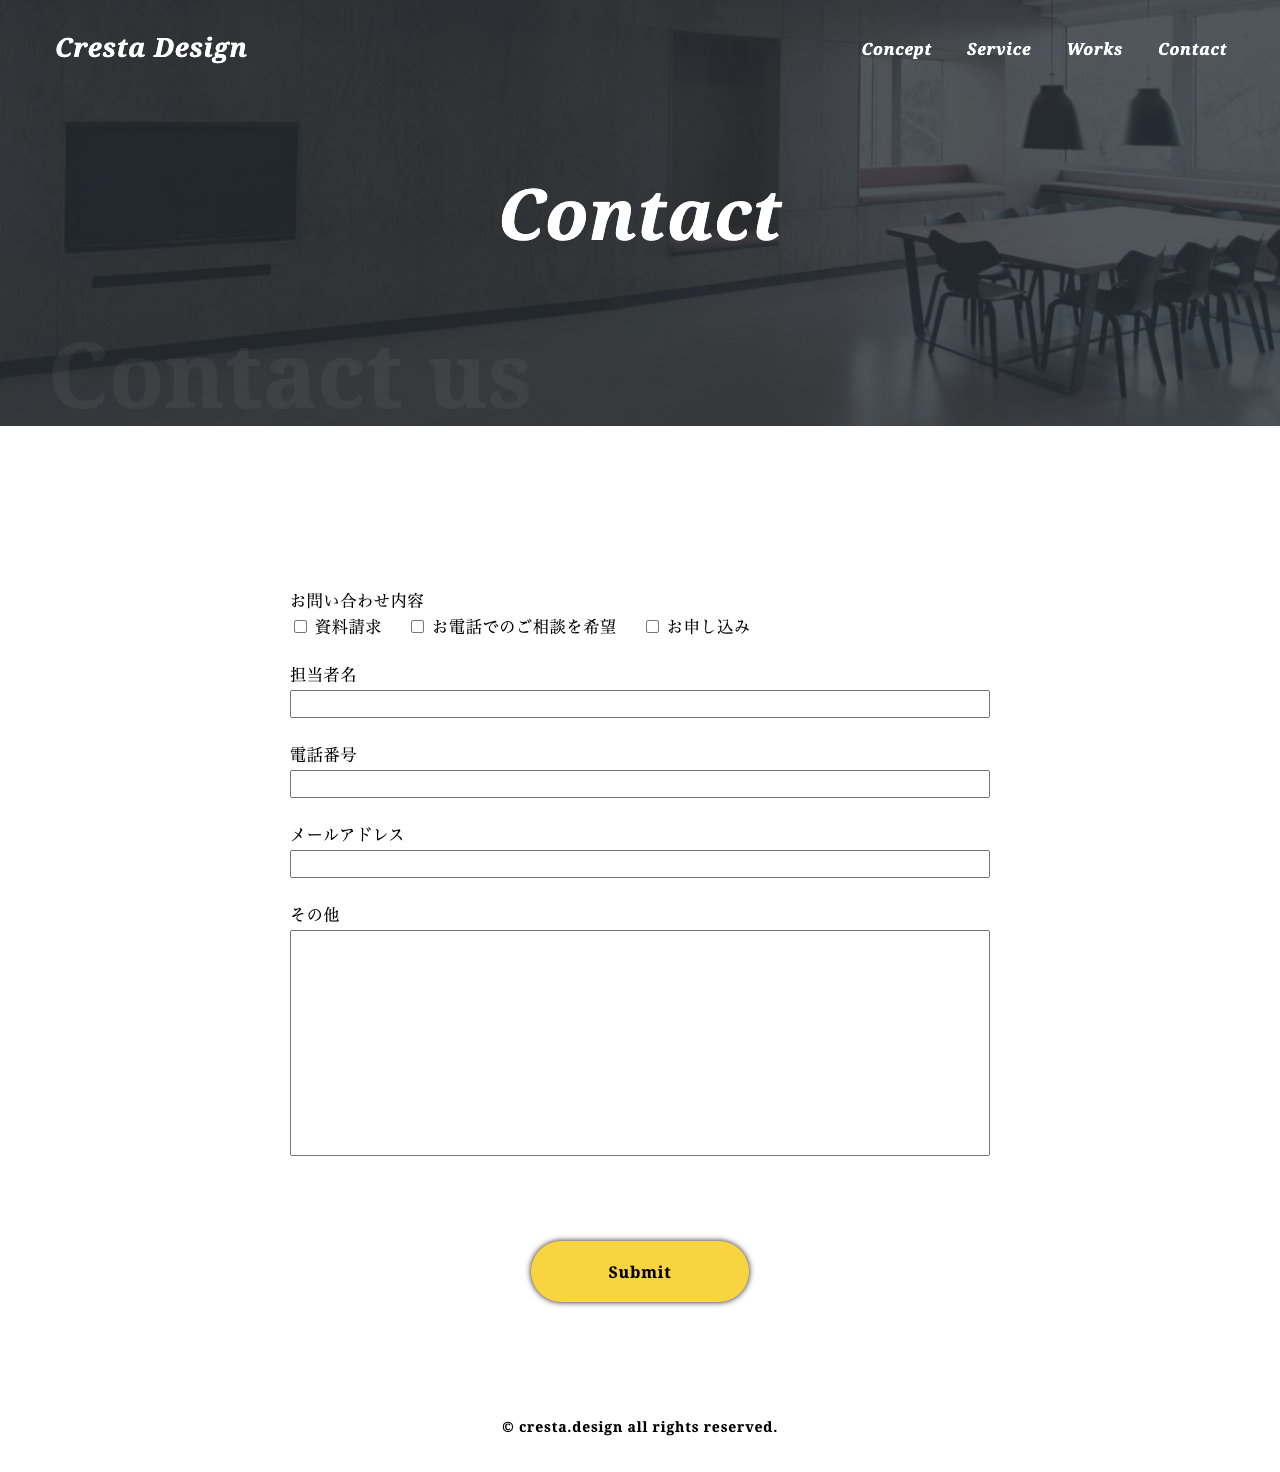 Cresta Design
Concept Service Works Contact
Contact
Contact us
お問い合わせ内容
資料請求 お電話でのご相談を希望 お申し込み
担当者名
電話番号
メールアドレス
その他
Submit
© cresta.design all rights reserved.